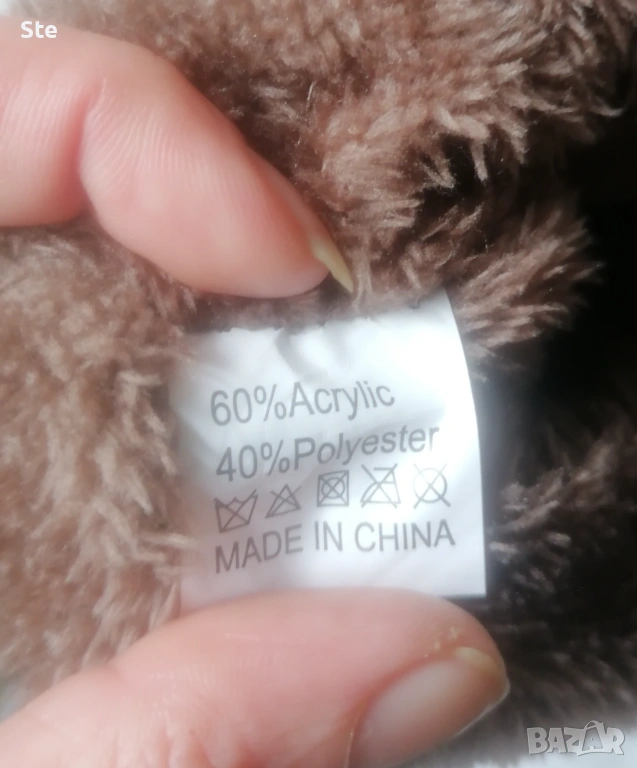 Ste
60%Acrylic
40%Polyester
MADE IN CHINA
BAZAR